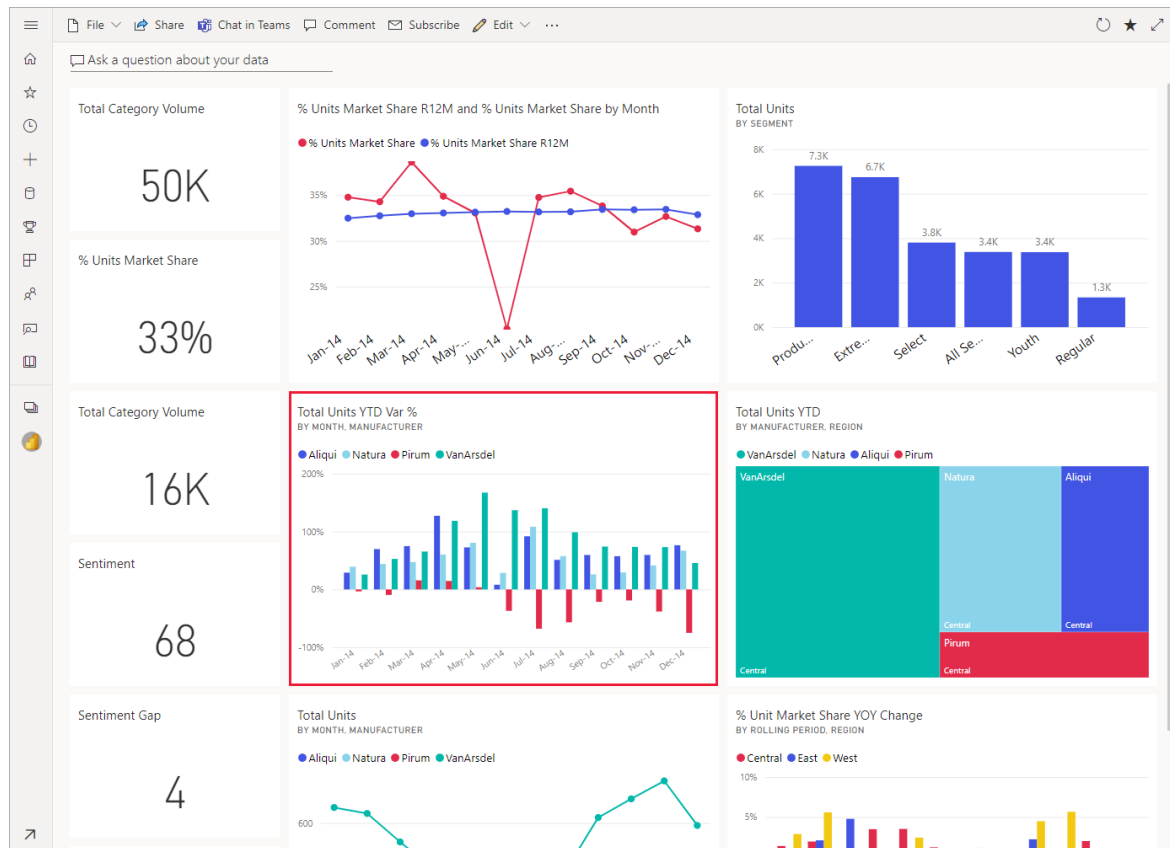 File Share Chat in Teams Comment Subscribe Edit ...
Ask a question about your data
Total Category Volume
50K
% Units Market Share
33%
Total Category Volume
16K
Sentiment
68
Sentiment Gap
4
% Units Market Share R12M and % Units Market Share by Month
% Units Market Share % Units Market Share R12M
35%
30%
25%
Jan-14 Feb-14 Mar-14 Apr-14 May-... Jun-14 Jul-14 Aug-... Sep-14 Oct-14 Nov-... Dec-14
Total Units
BY SEGMENT
8K
6K
4K
2K
0K
7.3K 6.7K 3.8K 3.4K 3.4K 1.3K
Produ... Extre... Select All Se... Youth Regular
Total Units YTD Var %
BY MONTH, MANUFACTURER
Aliqui Natura Pirum VanArsdel
200%
100%
0%
-100%
Jan-14 Feb-14 Mar-14 Apr-14 May-14 Jun-14 Jul-14 Aug-14 Sep-14 Oct-14 Nov-14 Dec-14
Total Units YTD
BY MANUFACTURER, REGION
VanArsdel Natura Aliqui Pirum
VanArsdel Natura Aliqui
Central Central
Pirum
Central Central
Total Units
BY MONTH, MANUFACTURER
Aliqui Natura Pirum VanArsdel
600
% Unit Market Share YOY Change
BY ROLLING PERIOD, REGION
Central East West
10%
5%